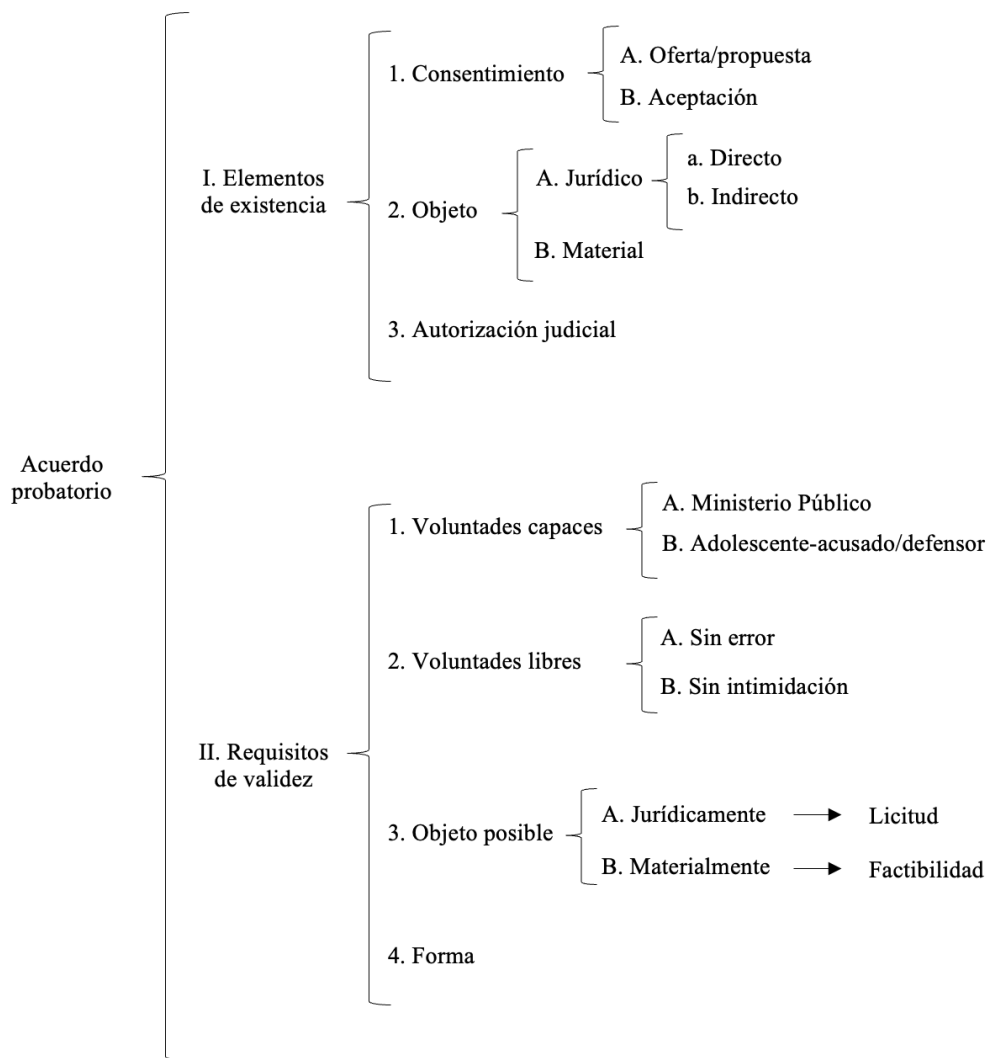 Acuerdo
probatorio
I. Elementos
de existencia
1. Consentimiento
A. Oferta/propuesta
B. Aceptación
2. Objeto
A. Jurídico
a. Directo
b. Indirecto
B. Material
3. Autorización judicial
II. Requisitos
de validez
1. Voluntades capaces
A. Ministerio Público
B. Adolescente-acusado/defensor
2. Voluntades libres
A. Sin error
B. Sin intimidación
3. Objeto posible
A. Jurídicamente
Licitud
B. Materialmente
Factibilidad
4. Forma